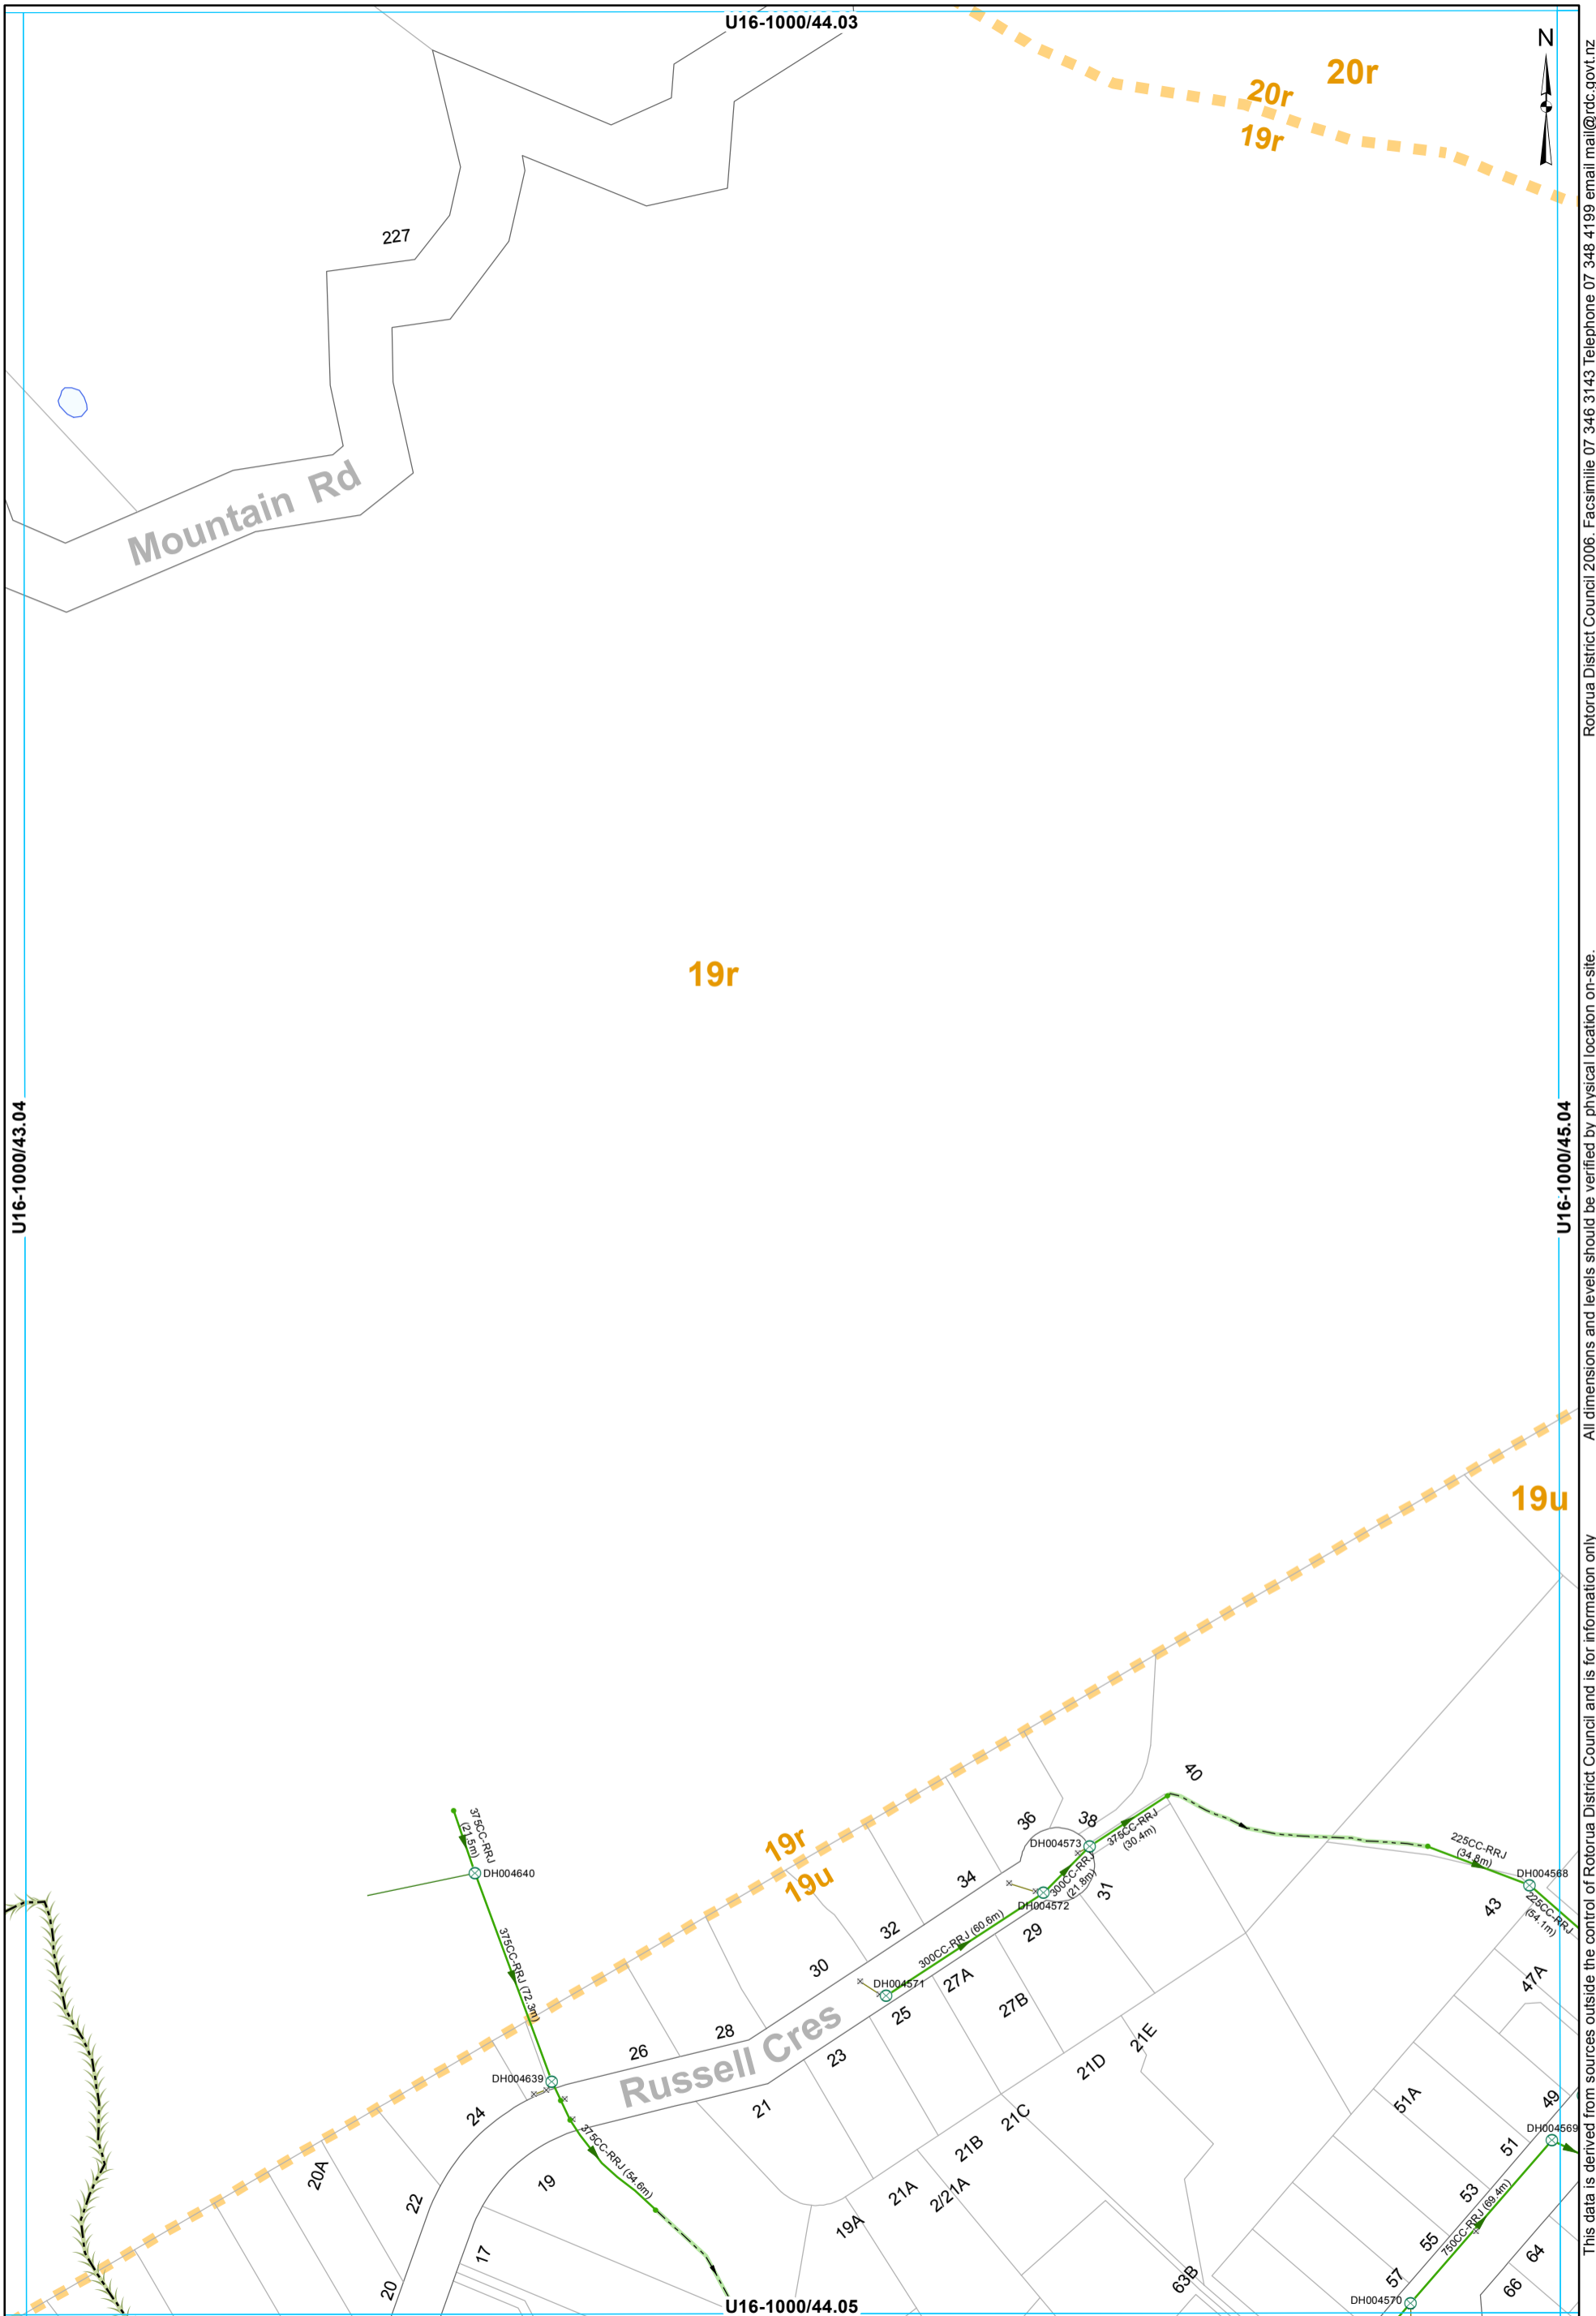 U16-1000/44.03
N
20r
20r
19r
227
Mountain Rd
19r
U16-1000/43.04
U16-1000/45.04
19u
19r
19u
40
36
38
375CC-RRJ
(21.5m)
DH004640
DH004573
375CC-RRJ
(30.4m)
225CC-RRJ
(34.8m)
DH004568
34
300CC-RRJ
(21.8m)
31
DH004572
43
225CC-RRJ
(54.1m)
375CC-RRJ (72.3m)
32
300CC-RRJ (60.6m)
29
30
DH004571
27A
47A
25
27B
28
Russell Cres
26
23
21E
21D
DH004639
24
21
21C
51A
49
DH004569
375CC-RRJ (54.6m)
21B
51
20A
19
21A
2/21A
53
22
19A
750CC-RRJ (69.4m)
55
17
64
20
63B
57
66
DH004570
U16-1000/44.05
Rotorua District Council 2006. Facsimilie 07 346 3143 Telephone 07 348 4199 email mail@rdc.govt.nz
All dimensions and levels should be verified by physical location on-site.
This data is derived from sources outside the control of Rotorua District Council and is for information only